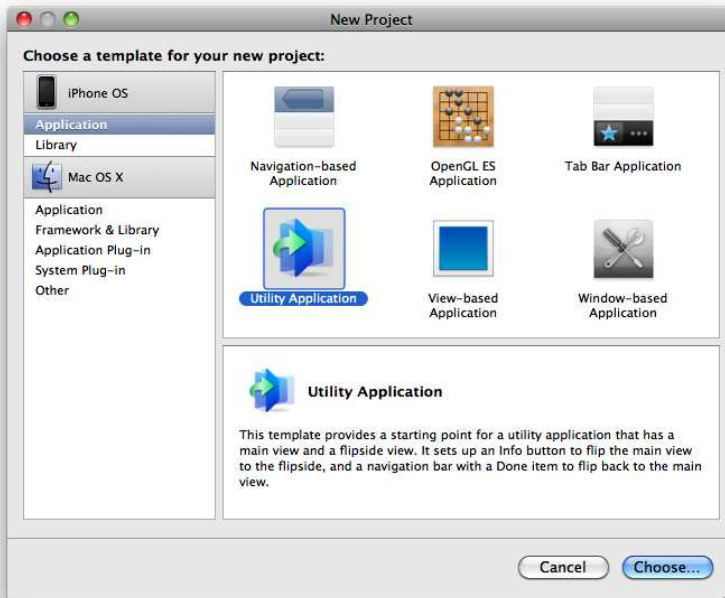 New Project
Choose a template for your new project:
iPhone OS
Application
Library
Mac OS X
Application
Framework & Library
Application Plug-in
System Plug-in
Other
Navigation-based
Application
OpenGL ES
Application
Tab Bar Application
Utility Application
View-based
Application
Window-based
Application
Utility Application
This template provides a starting point for a utility application that has a
main view and a flipside view. It sets up an Info button to flip the main view
to the flipside, and a navigation bar with a Done item to flip back to the main
view.
Cancel
Choose...